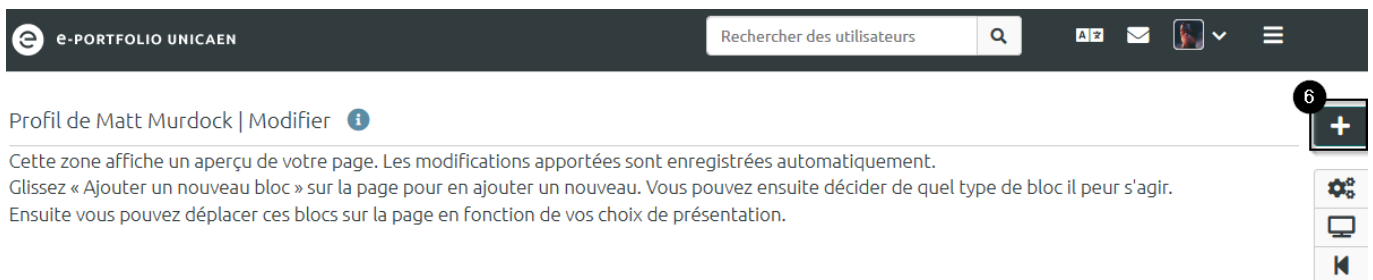 e e-PORTFOLIO UNICAEN
Rechercher des utilisateurs
6
Profil de Matt Murdock | Modifier
Cette zone affiche un aperçu de votre page. Les modifications apportées sont enregistrées automatiquement.
Glissez « Ajouter un nouveau bloc » sur la page pour en ajouter un nouveau. Vous pouvez ensuite décider de quel type de bloc il peur s'agir.
Ensuite vous pouvez déplacer ces blocs sur la page en fonction de vos choix de présentation.